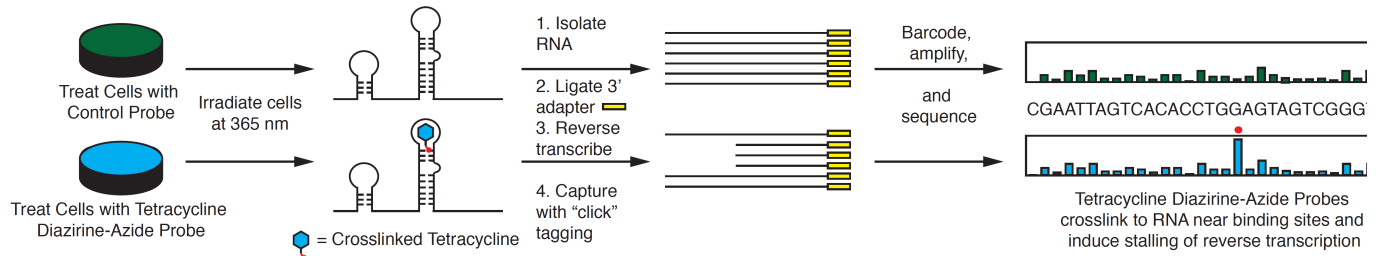 Treat Cells with
Control Probe
Treat Cells with Tetracycline
Diazirine-Azide Probe
Irradiate cells
at 365 nm
= Crosslinked Tetracycline
1. Isolate
RNA
2. Ligate 3'
adapter
3. Reverse
transcribe
4. Capture
with “click”
tagging
Barcode,
amplify,
and
sequence
CGAATTAGTCACACCTGGAGTAGTCGGG
Tetracycline Diazirine-Azide Probes
crosslink to RNA near binding sites and
induce stalling of reverse transcription